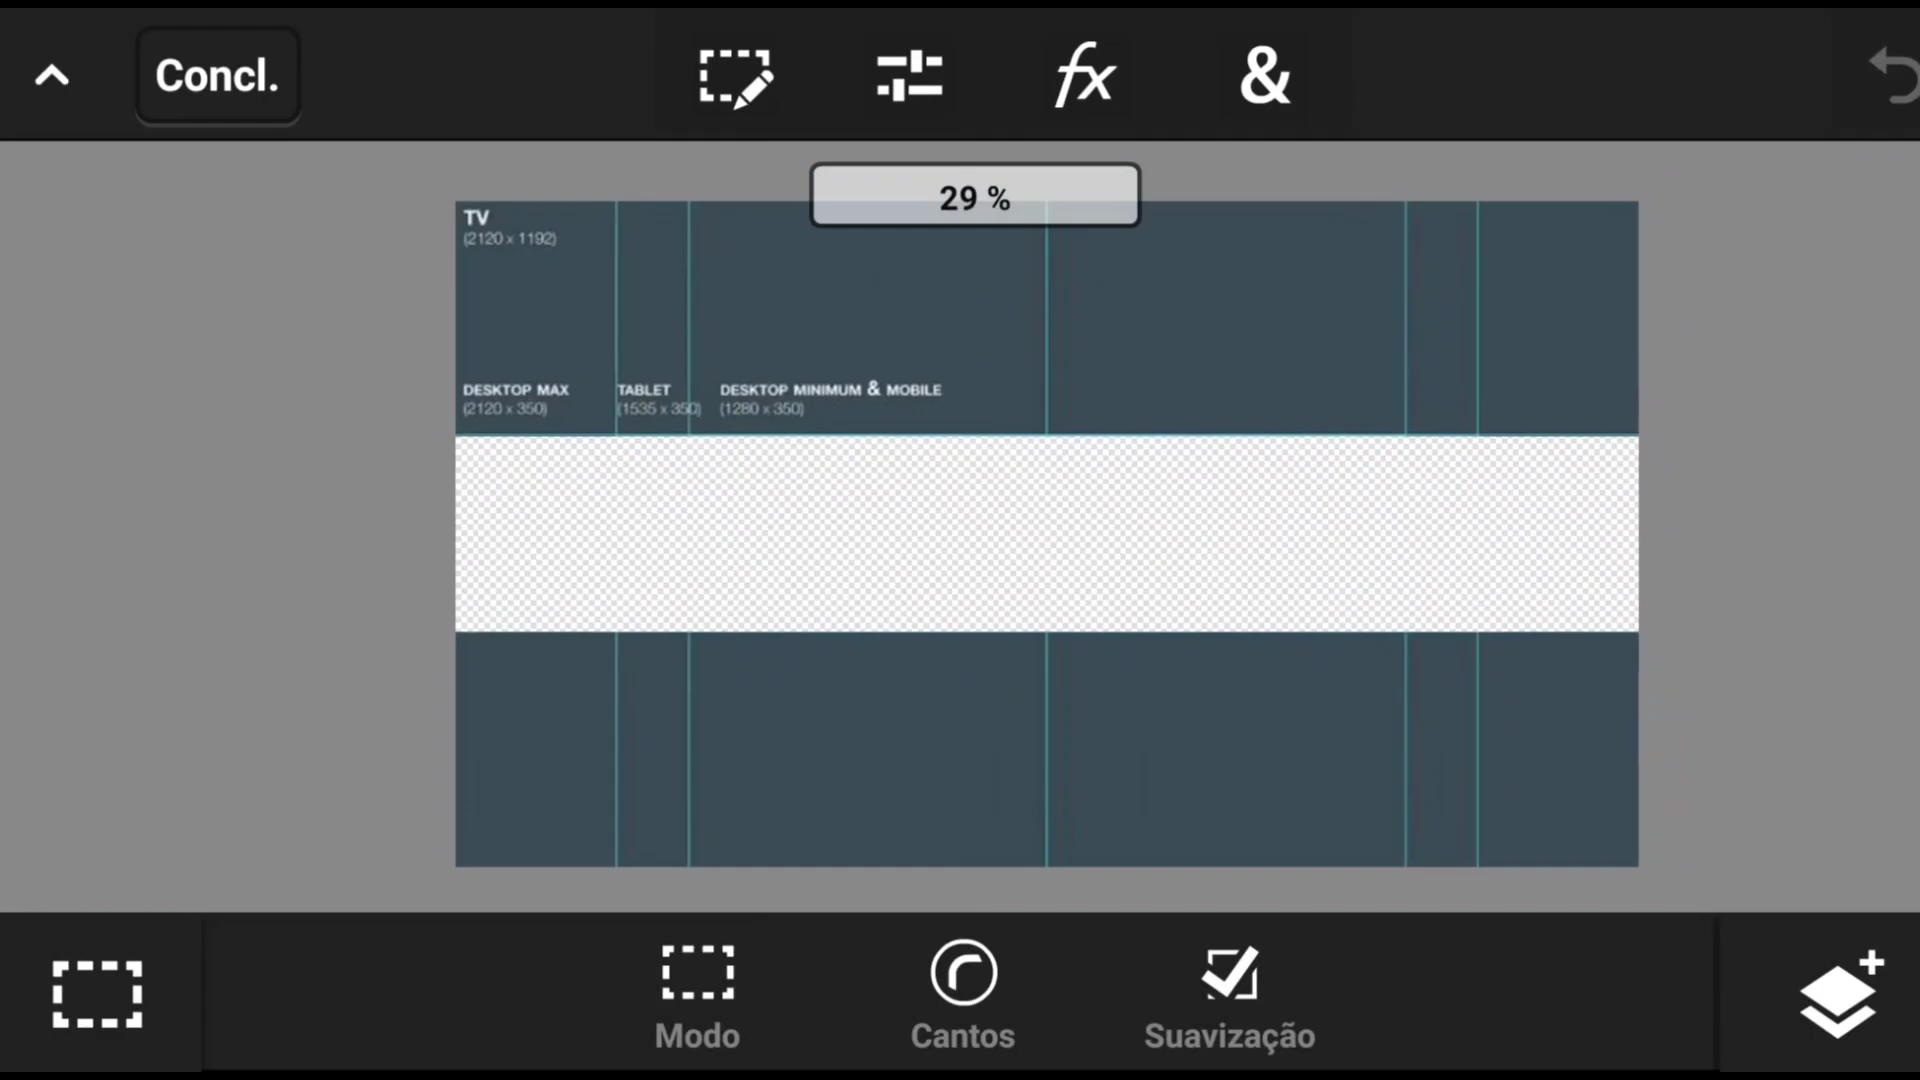 Concl.
fx
&
29 %
TV
(2120 x 1192)
DESKTOP MAX
(2120 x 350)
TABLET
(1535 x 350)
DESKTOP MINIMUM & MOBILE
(1280 x 350)
Modo
Cantos
Suavização